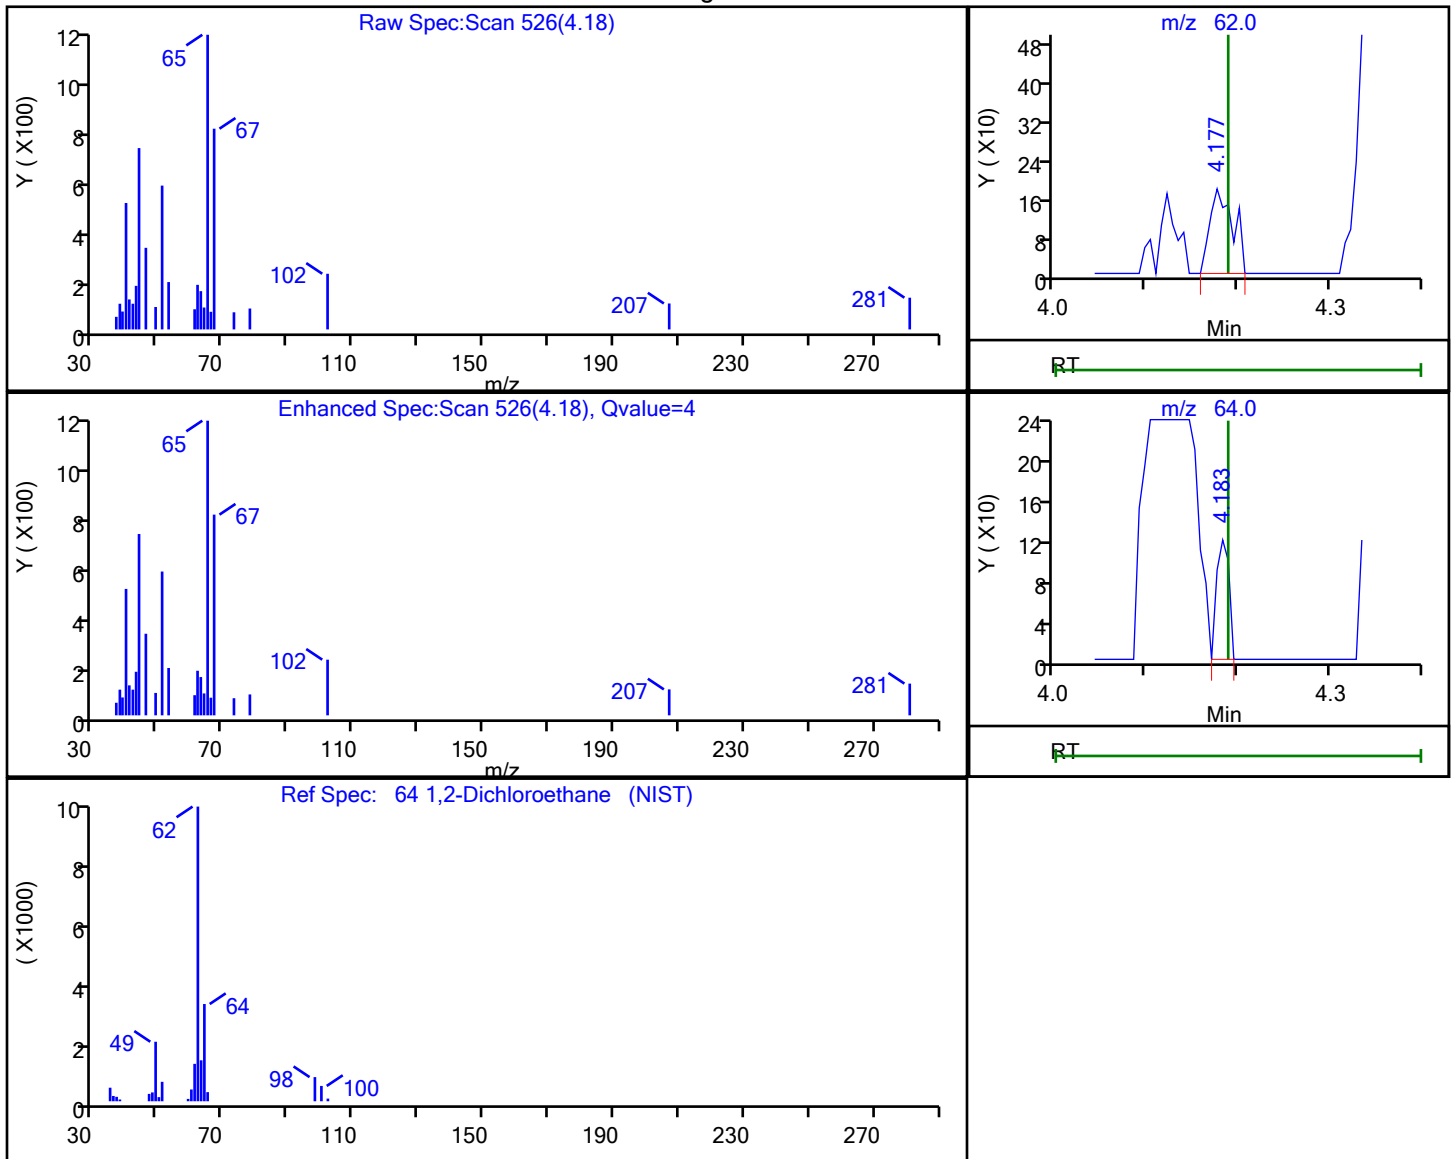 Raw Spec:Scan 526(4.18)
Y ( X100)
12
10
8
6
4
2
0
65
67
102
207
281
30 70 110 150 190 230 270
m/z
m/z 62.0
Y ( X10)
48
40
32
24
16
8
0
4.177
4.0 4.3
Min
RT
Enhanced Spec:Scan 526(4.18), Qvalue=4
Y ( X100)
12
10
8
6
4
2
0
65
67
102
207
281
30 70 110 150 190 230 270
m/z
m/z 64.0
Y ( X10)
24
20
16
12
8
4
0
4.183
4.0 4.3
Min
RT
Ref Spec: 64 1,2-Dichloroethane (NIST)
( X1000)
10
8
6
4
2
0
62
64
49
98
100
30 70 110 150 190 230 270